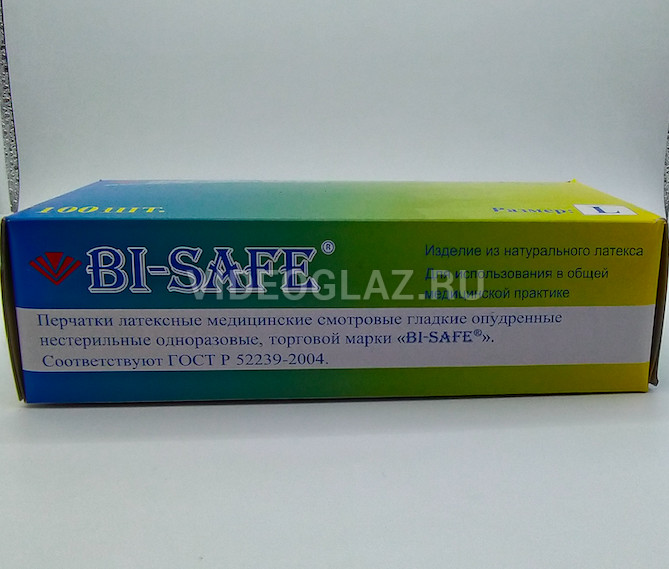 100 шт.
Размер: L
BI-SAFE®
Изделие из натурального латекса
Для использования в общей
медицинской практике
VIDEOGLAZ.RU
Перчатки латексные медицинские смотровые гладкие опудренные
нестерильные одноразовые, торговой марки «BI-SAFE®».
Соответствуют ГОСТ Р 52239-2004.